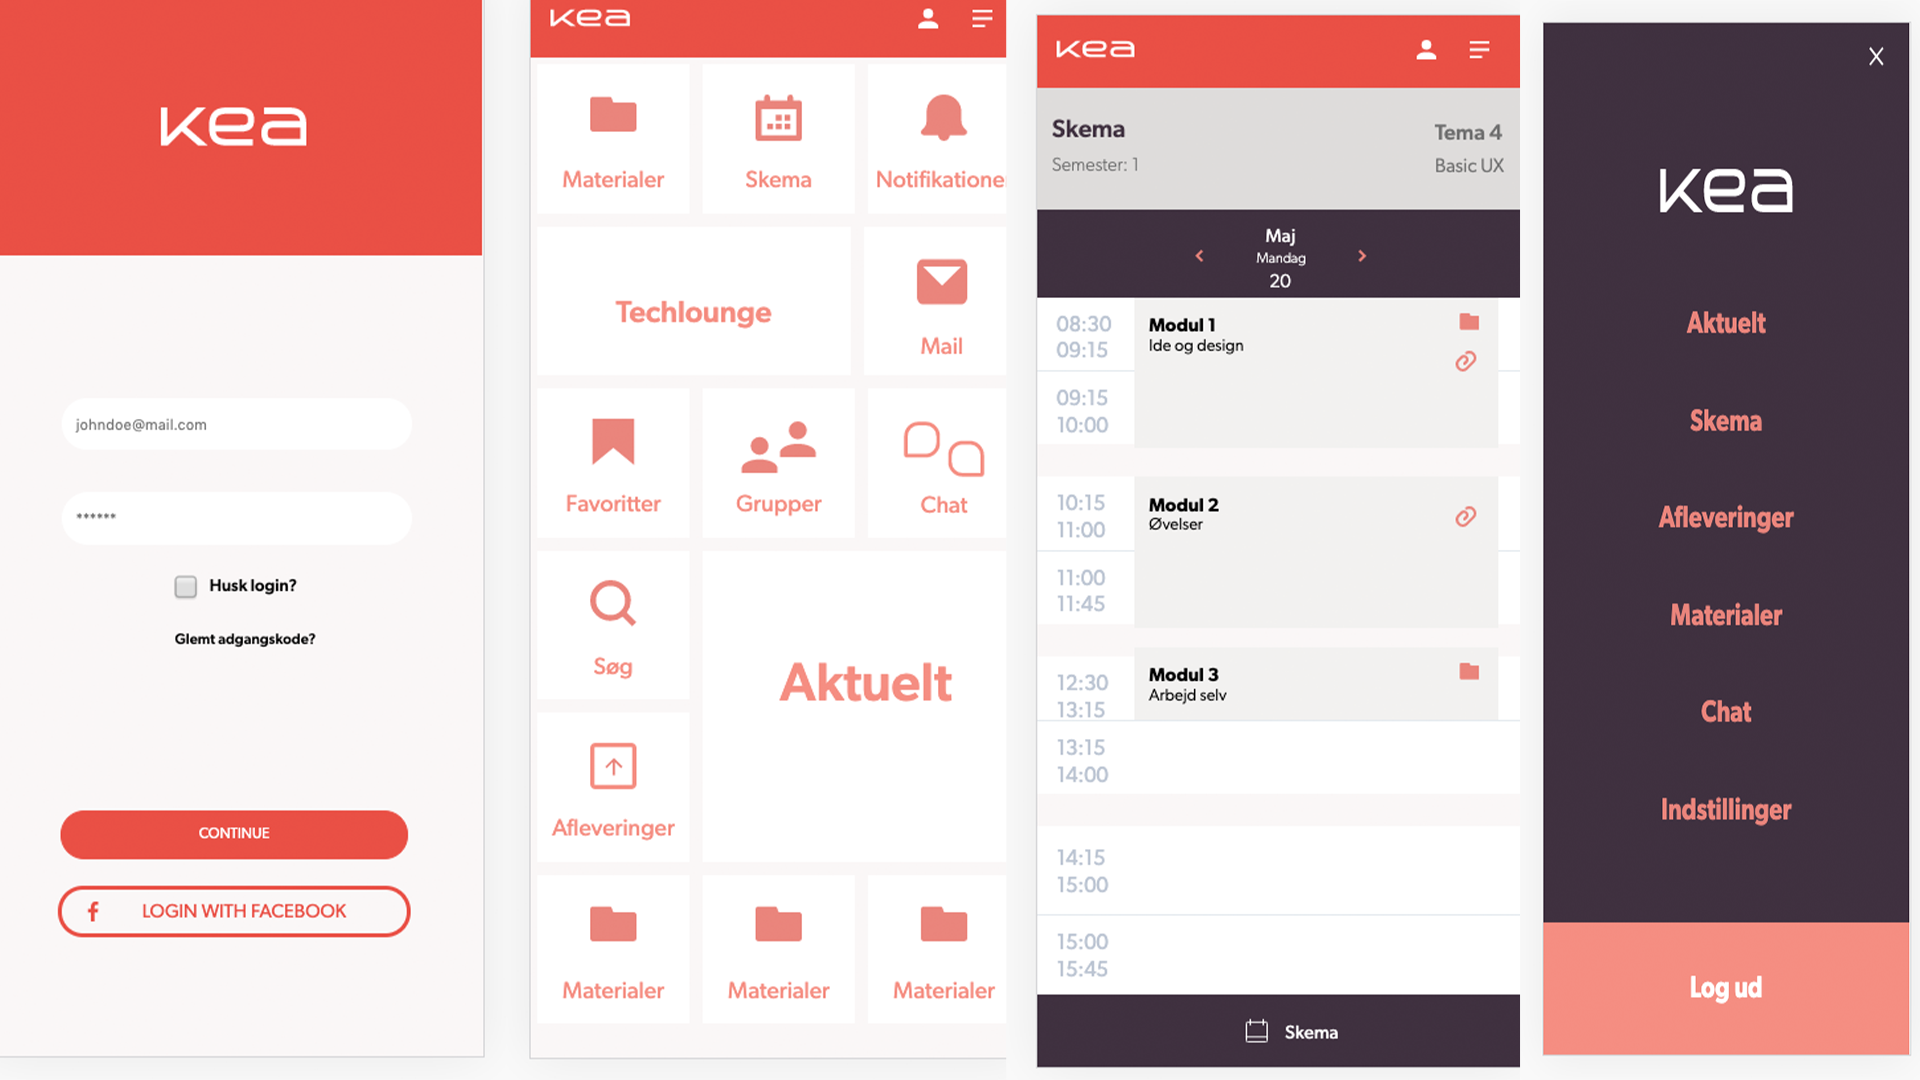 kea
johndoe@mail.com
******
Husk login?
Glemt adgangskode?
CONTINUE
f LOGIN WITH FACEBOOK
kea
Materialer
Skema
Notifikatione
Techlounge
Mail
Favoritter
Grupper
Chat
Søg
Aktuelt
Afleveringer
Materialer
Materialer
Materialer
kea
Skema
Tema 4
Semester: 1
Basic UX
Maj
Mandag
20
08:30
09:15
Modul 1
Ide og design
09:15
10:00
10:15
11:00
Modul 2
Øvelser
11:00
11:45
12:30
13:15
Modul 3
Arbejd selv
13:15
14:00
14:15
15:00
15:00
15:45
Skema
X
kea
Aktuelt
Skema
Afleveringer
Materialer
Chat
Indstillinger
Log ud